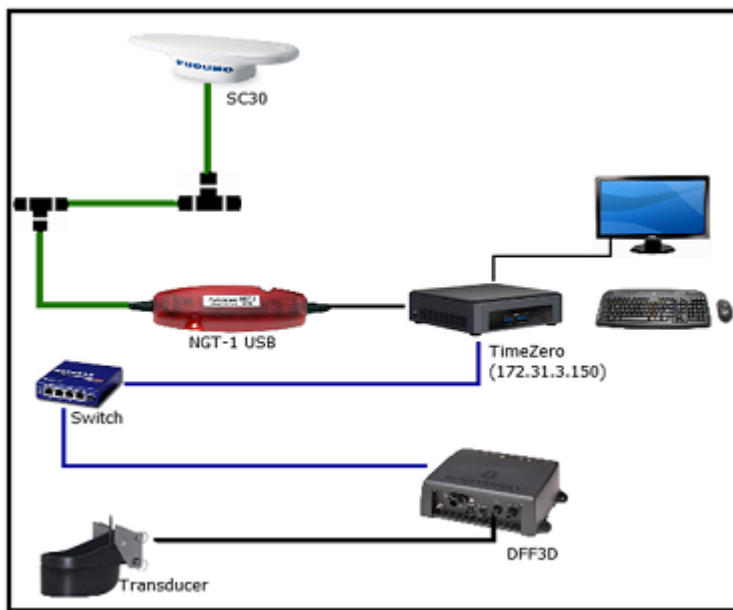 FURUNO
SC30
NGT-1 USB
TimeZero
(172.31.3.150)
Switch
DFF3D
Transducer